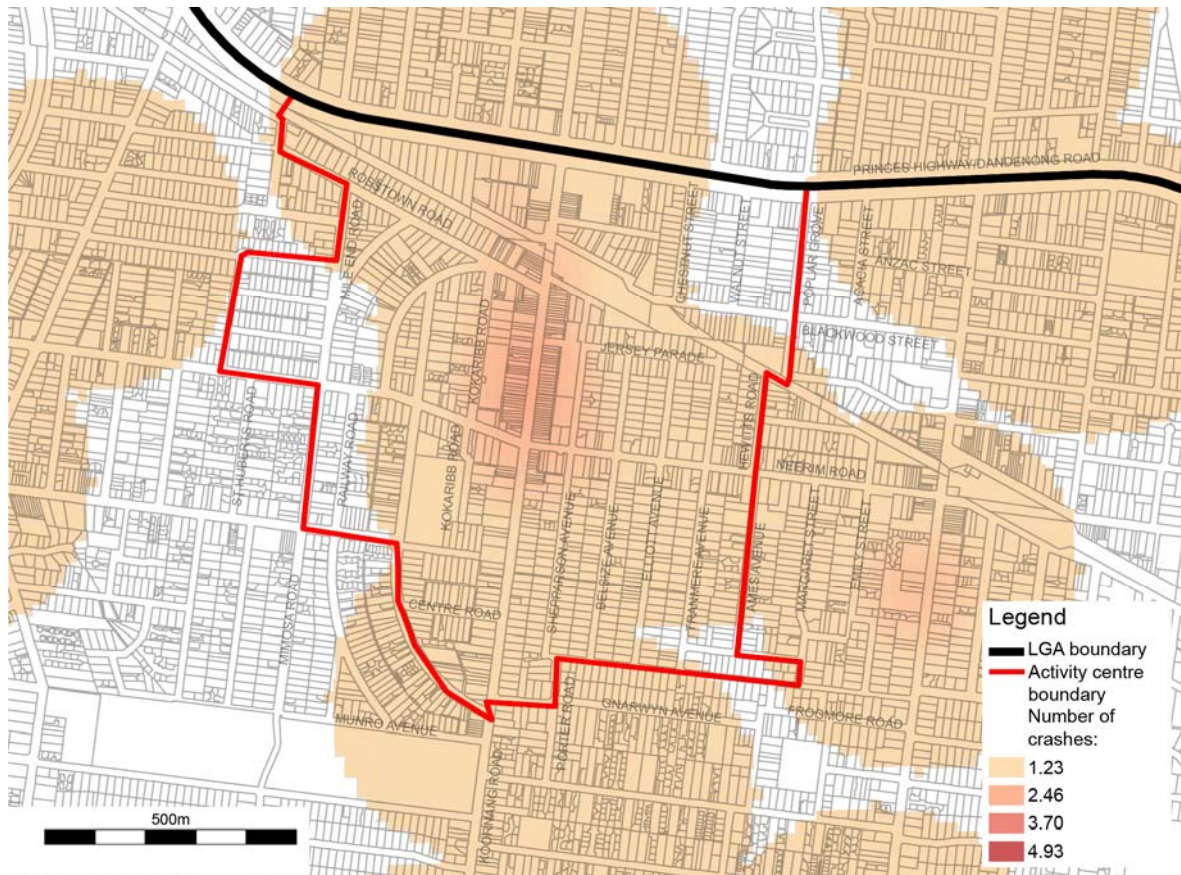 PRINCES HIGHWAY/DANDENONG ROAD
ROSSTOWN ROAD
CHESTNUT STREET
WALNUT STREET
POPLAR GROVE
ACACIA STREET
ANZAC STREET
MILE END ROAD
BLACKWOOD STREET
KOKARIBB ROAD
JERSEY PARADE
HEWITTS ROAD
ST HUBERTS ROAD
RAILWAY ROAD
KOKARIBB ROAD
NEERIM ROAD
SHEPPARSON AVENUE
BELSIZE AVENUE
ELLIOTT AVENUE
TRANMERE AVENUE
AMES AVENUE
MARGARET STREET
EMILY STREET
MIMOSA ROAD
CENTRE ROAD
MUNRO AVENUE
PORTER ROAD
GNARWYN AVENUE
FROGMORE ROAD
KOORNANG ROAD
500m
Legend
LGA boundary
Activity centre
boundary
Number of
crashes:
1.23
2.46
3.70
4.93